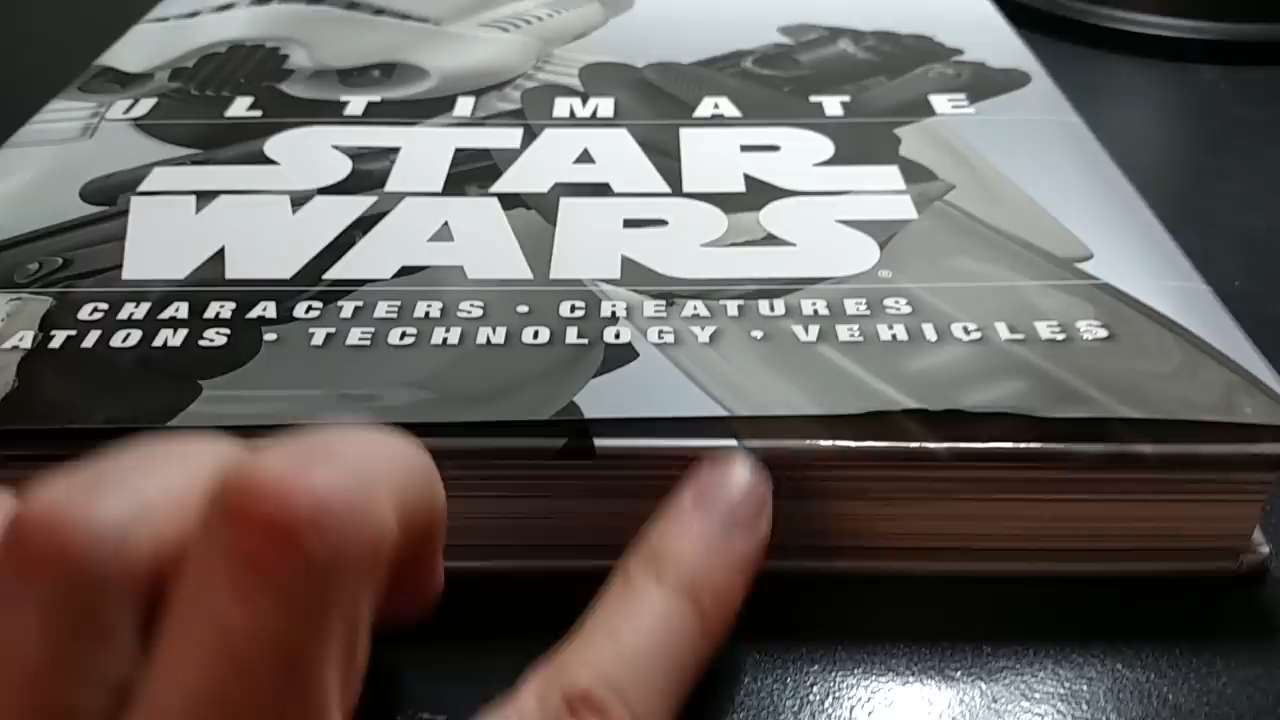 ULTIMATE
STAR
WARS®
CHARACTERS • CREATURES
ATIONS • TECHNOLOGY • VEHICLES